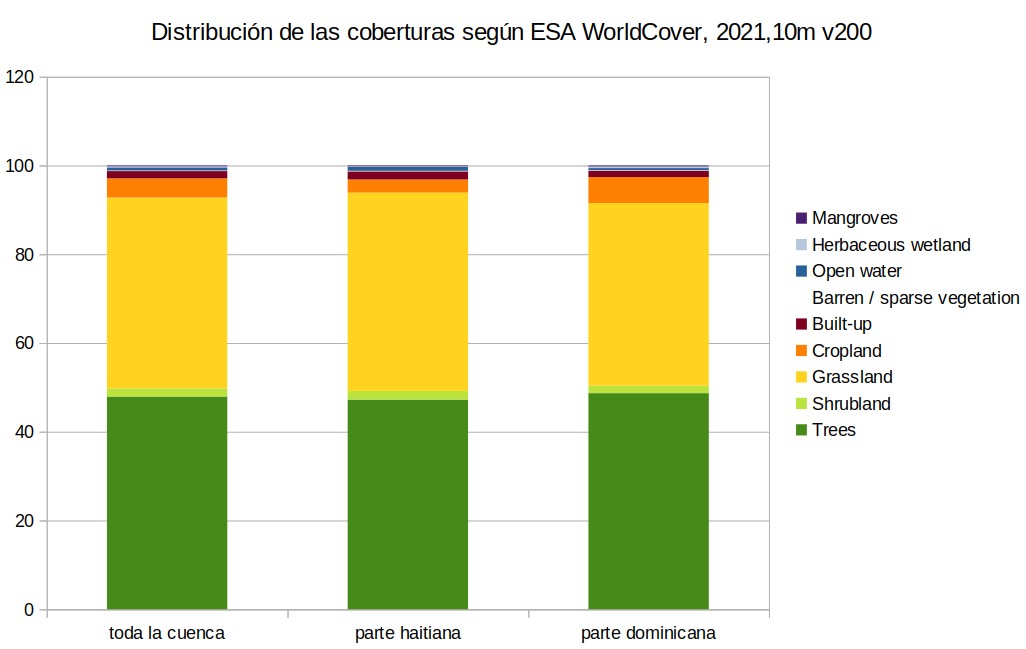 Distribución de las coberturas según ESA WorldCover, 2021,10m v200
120
100
80
60
40
20
0
toda la cuenca
parte haitiana
parte dominicana
Mangroves
Herbaceous wetland
Open water
Barren / sparse vegetation
Built-up
Cropland
Grassland
Shrubland
Trees